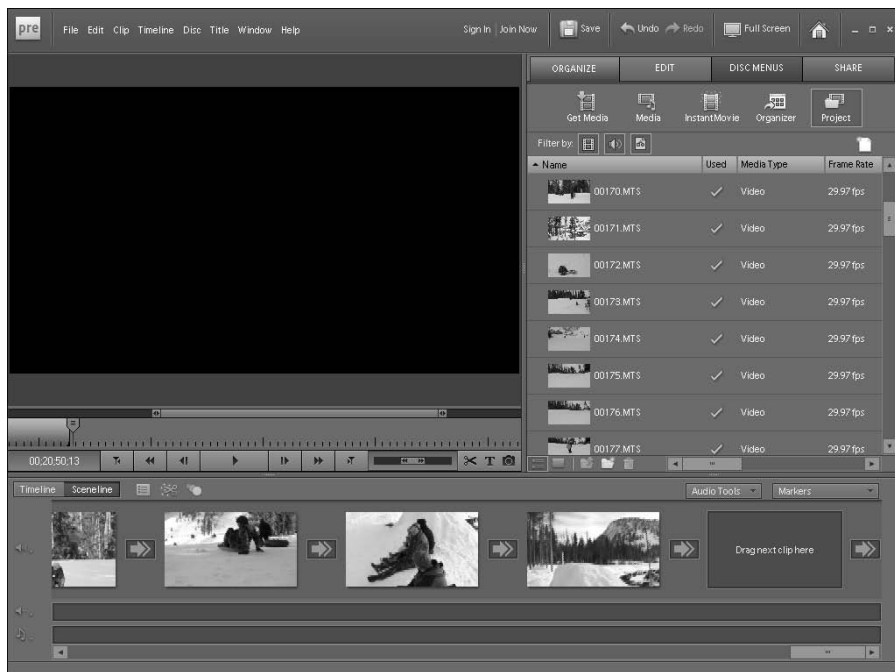 pre File Edit Clip Timeline Disc Title Window Help Sign In Join Now Save Undo Redo Full Screen
ORGANIZE EDIT DISC MENUS SHARE
Get Media Media InstantMovie Organizer Project
Filter by:
Name Used Media Type Frame Rate
00170.MTS Video 29.97 fps
00171.MTS Video 29.97 fps
00172.MTS Video 29.97 fps
00173.MTS Video 29.97 fps
00174.MTS Video 29.97 fps
00175.MTS Video 29.97 fps
00176.MTS Video 29.97 fps
00177.MTS Video 29.97 fps
00;20;50;13 T
Timeline Sceneline Audio Tools Markers
Drag next clip here